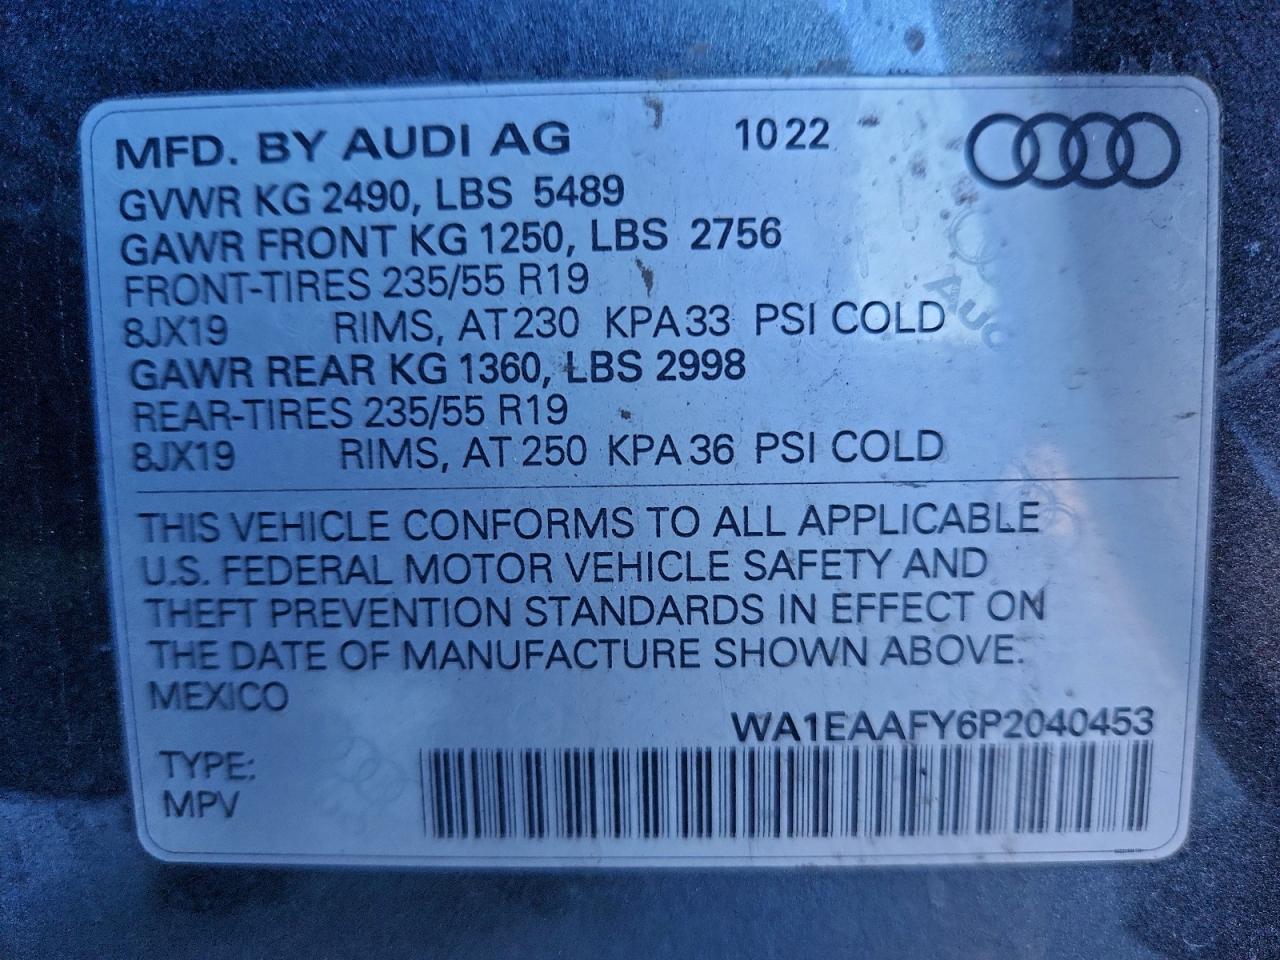 MFD. BY AUDI AG 1022
GVWR KG 2490, LBS 5489
GAWR FRONT KG 1250, LBS 2756
FRONT-TIRES 235/55 R19
8JX19 RIMS, AT 230 KPA 33 PSI COLD
GAWR REAR KG 1360, LBS 2998
REAR-TIRES 235/55 R19
8JX19 RIMS, AT 250 KPA 36 PSI COLD
THIS VEHICLE CONFORMS TO ALL APPLICABLE
U.S. FEDERAL MOTOR VEHICLE SAFETY AND
THEFT PREVENTION STANDARDS IN EFFECT ON
THE DATE OF MANUFACTURE SHOWN ABOVE.
MEXICO
WA1EAAFY6P2040453
TYPE:
MPV